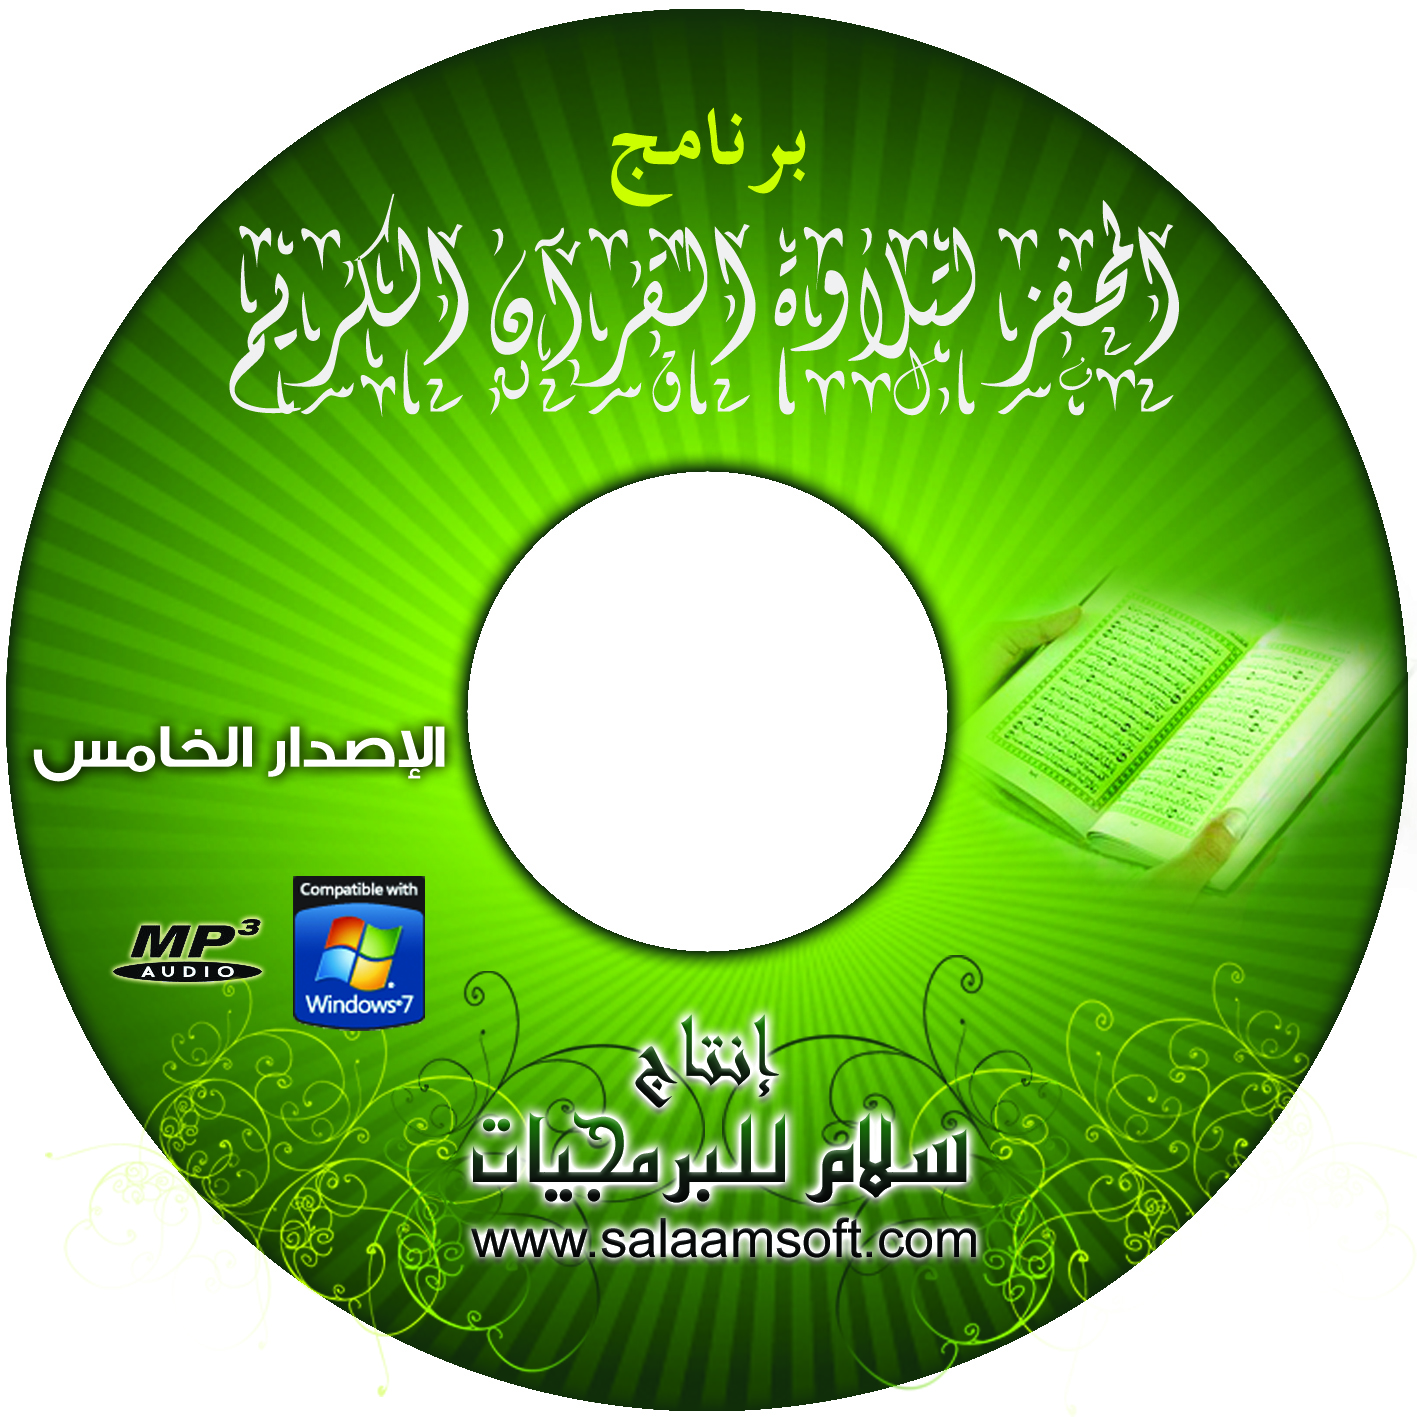 برنامج
المحفز لتلاوة القرآن الكريم
الإصدار الخامس
Compatible with
Windows 7
MP3
AUDIO
إنتاج
سلام للبرمجيات
www.salaamsoft.com